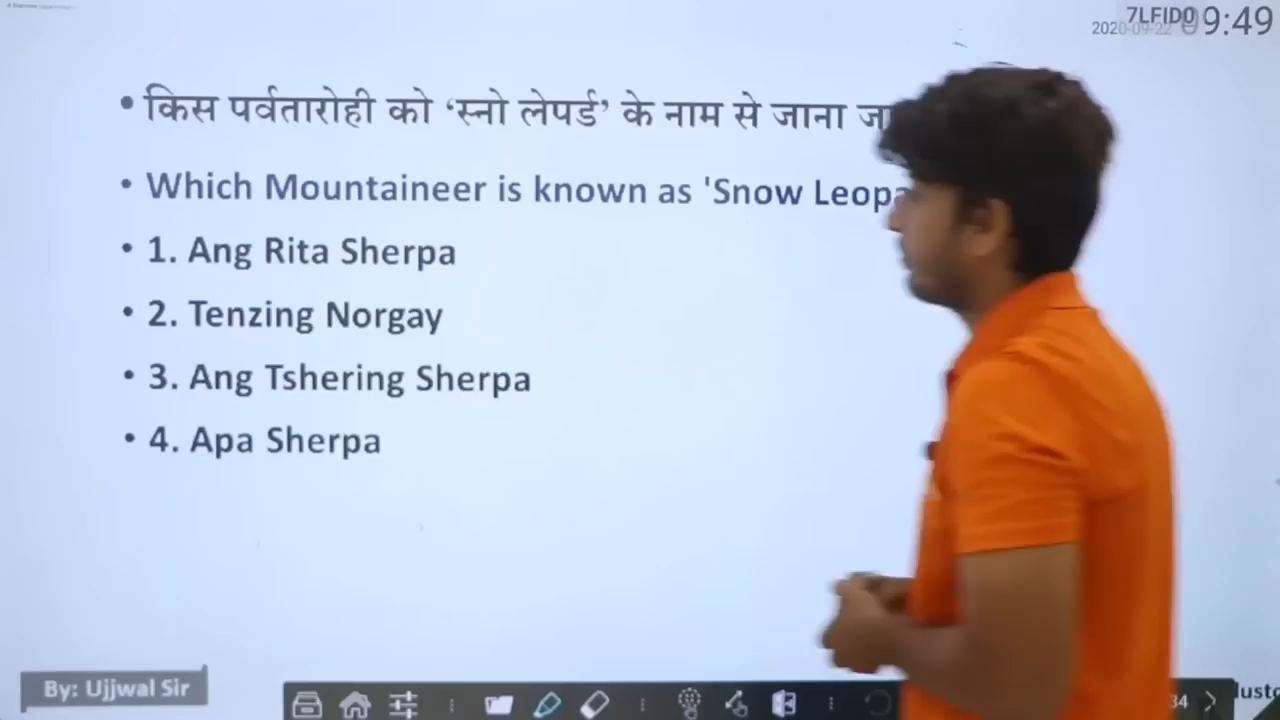 7LFID0
2020-09-22 09:49
• किस पर्वतारोही को ‘स्नो लेपर्ड’ के नाम से जाना
• Which Mountaineer is known as 'Snow
• 1. Ang Rita Sherpa
• 2. Tenzing Norgay
• 3. Ang Tshering Sherpa
• 4. Apa Sherpa
By: Ujjwal Sir